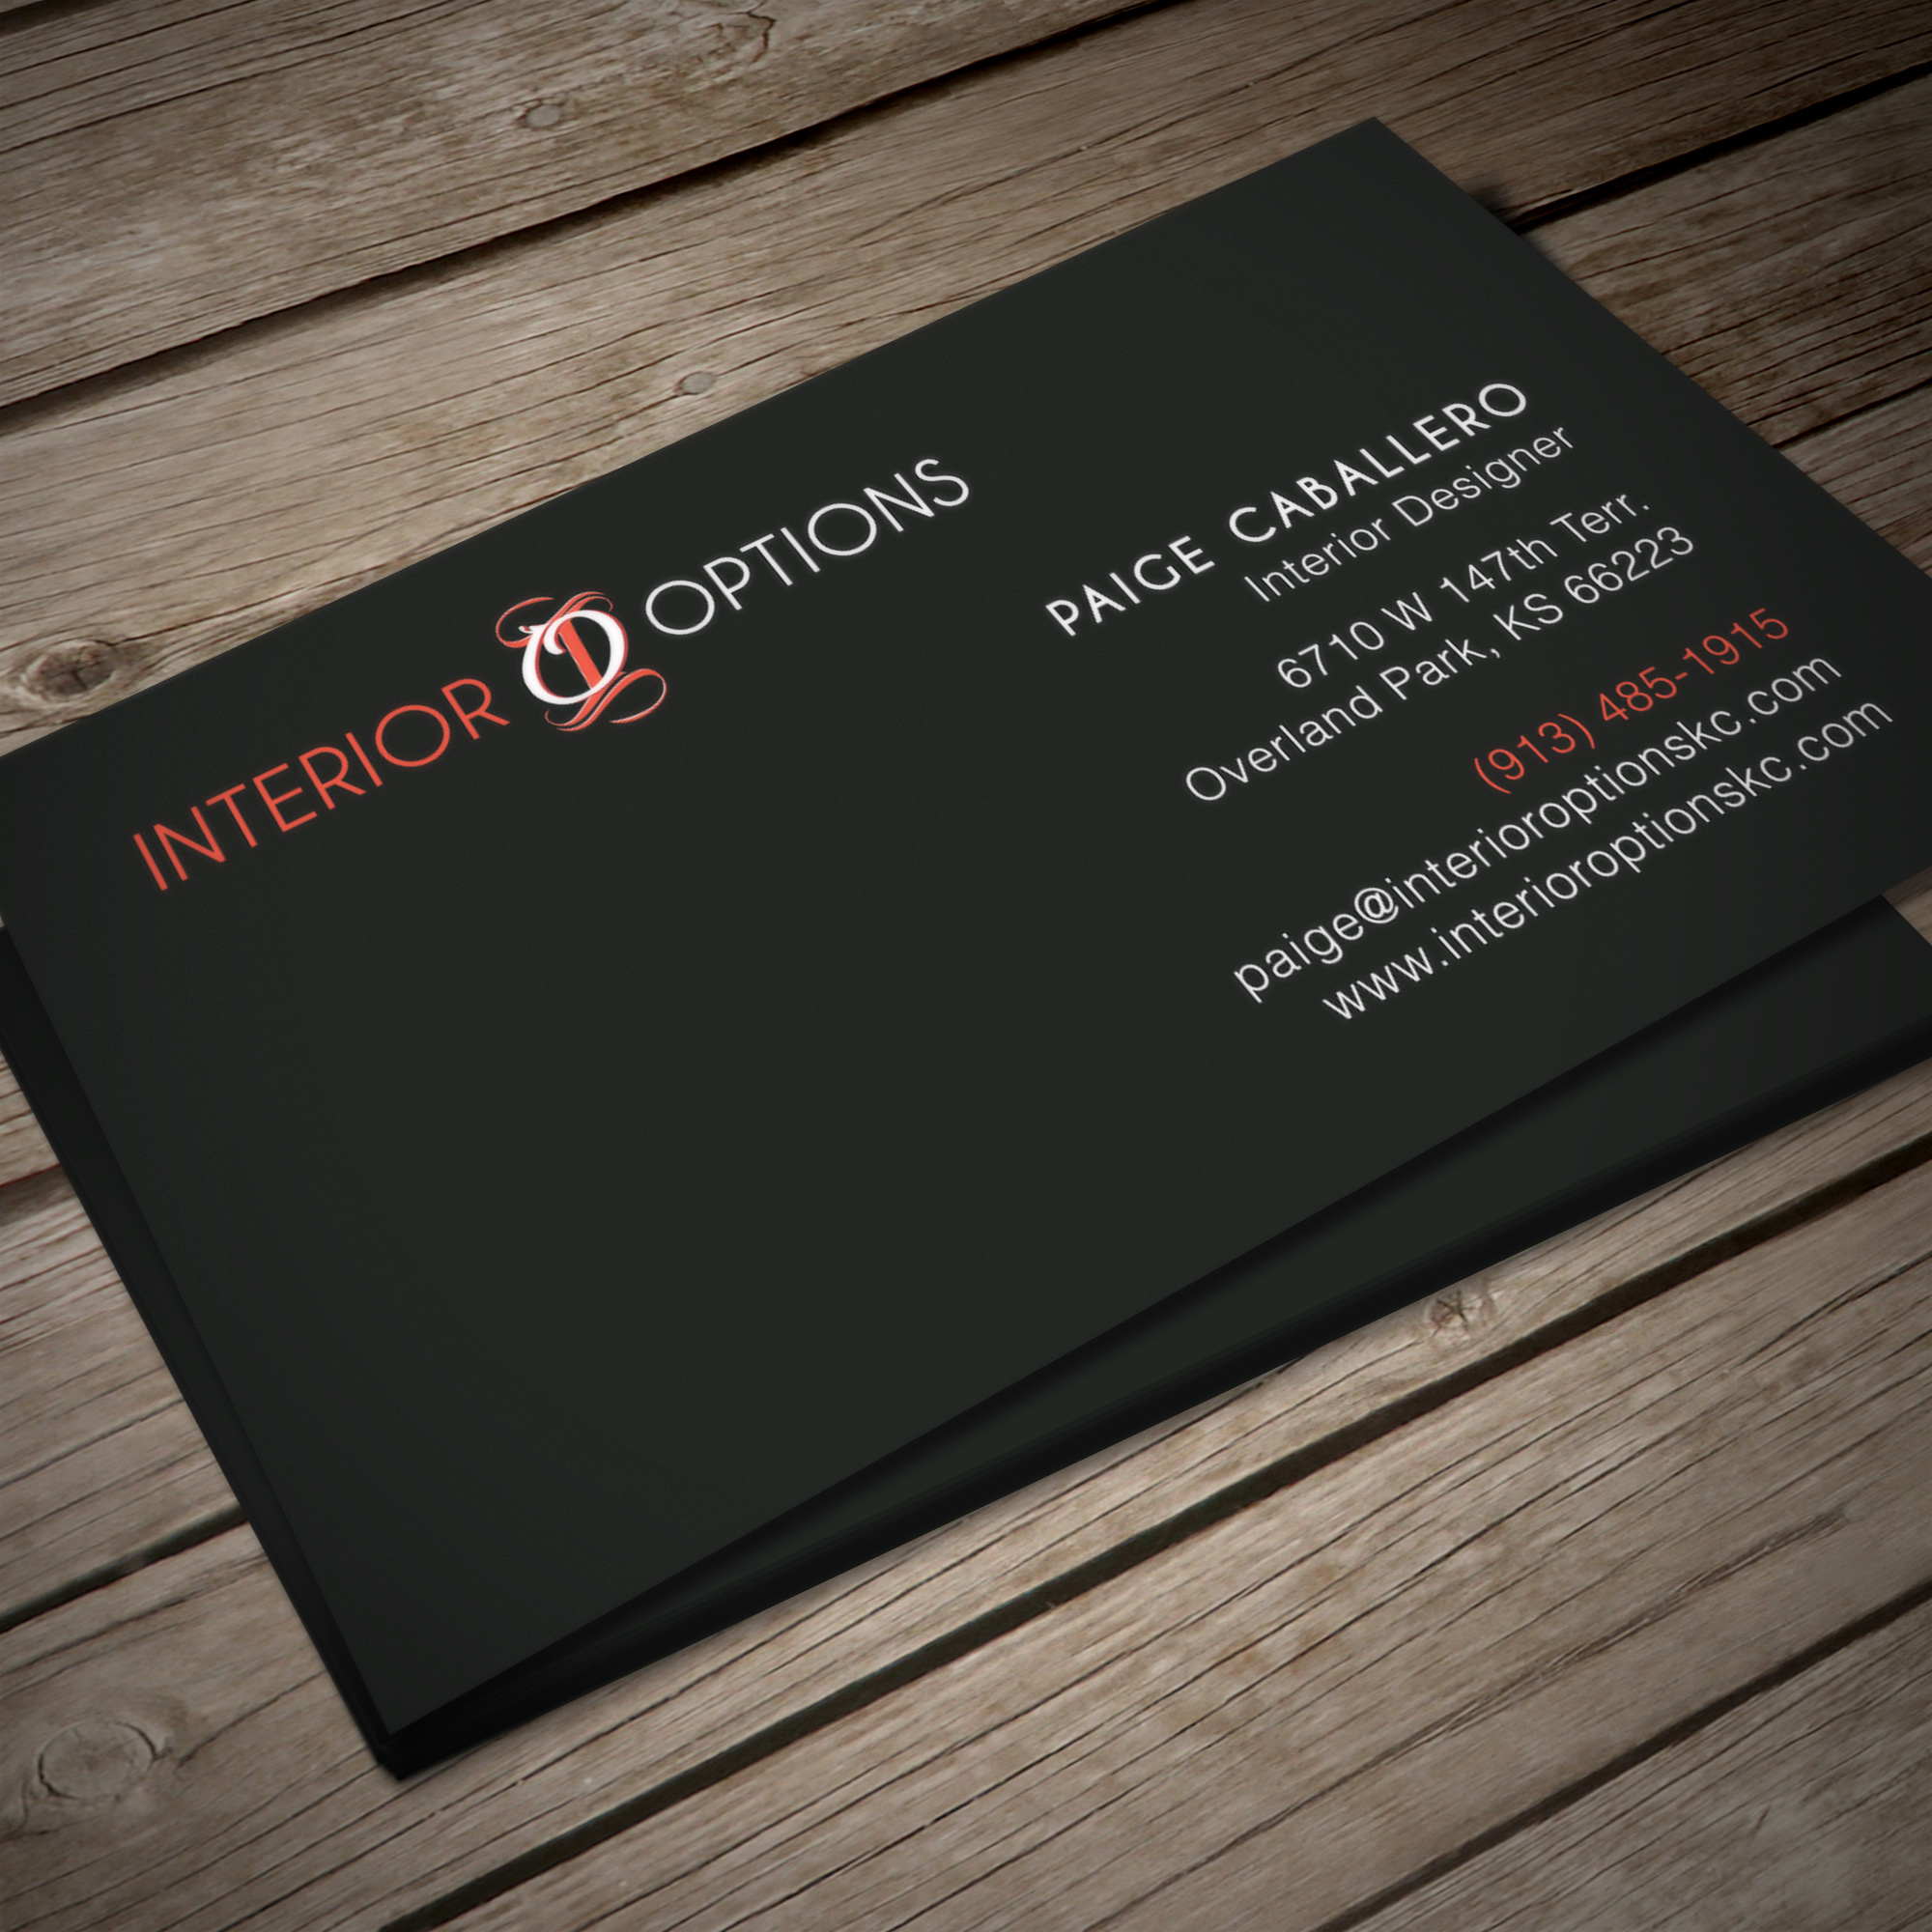 INTERIOR IO OPTIONS
PAIGE CABALLERO
Interior Designer
6710 W 147th Terr.
Overland Park, KS 66223
(913) 485-1915
paige@interioroptionskc.com
www.interioroptionskc.com